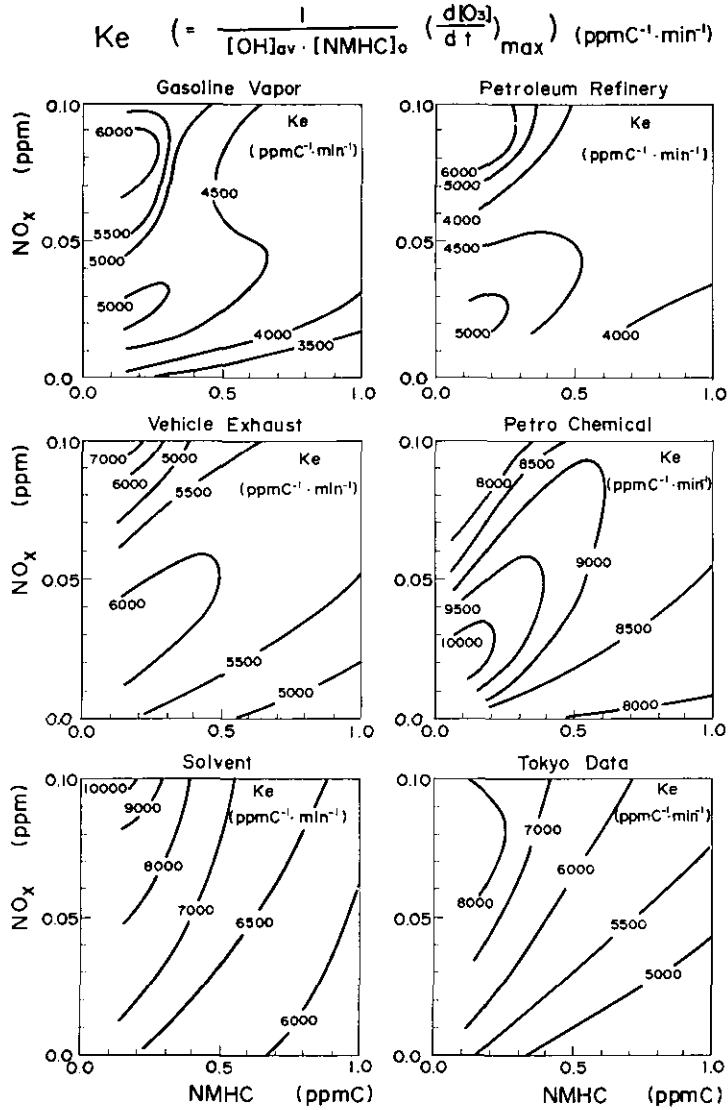 Ke ( = 1 / [OH]av · [NMHC]o (d[O3] / dt)max ) (ppmC⁻¹·min⁻¹)
Gasoline Vapor
0.10
0.05
0.0
NOx (ppm)
Ke
(ppmC⁻¹·min⁻¹)
6000
4500
5500
5000
5000
4000
3500
0.0 0.5 1.0
Petroleum Refinery
0.10
0.05
0.0
Ke
(ppmC⁻¹·min⁻¹)
6000
5000
4000
4500
5000
4000
0.0 0.5 1.0
Vehicle Exhaust
0.10
0.05
0.0
NOx (ppm)
Ke
(ppmC⁻¹·min⁻¹)
7000
5000
6000
5500
6000
5500
5000
0.0 0.5 1.0
Petro Chemical
0.10
0.05
0.0
Ke
(ppmC⁻¹·min⁻¹)
8500
8000
9000
9500
10000
8500
8000
0.0 0.5 1.0
Solvent
0.10
0.05
0.0
NOx (ppm)
Ke
(ppmC⁻¹·min⁻¹)
10000
9000
8000
7000
6500
6000
0.0 0.5 1.0
NMHC (ppmC)
Tokyo Data
0.10
0.05
0.0
Ke
(ppmC⁻¹·min⁻¹)
7000
6000
8000
5500
5000
0.0 0.5 1.0
NMHC (ppmC)